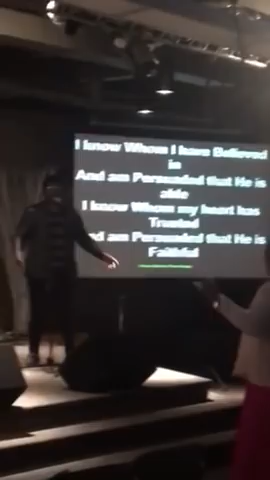 I know Whom I have Believed
in
And am Persuaded that He is
able
I know Whom my heart has
Trusted
And am Persuaded that He is
Faithful